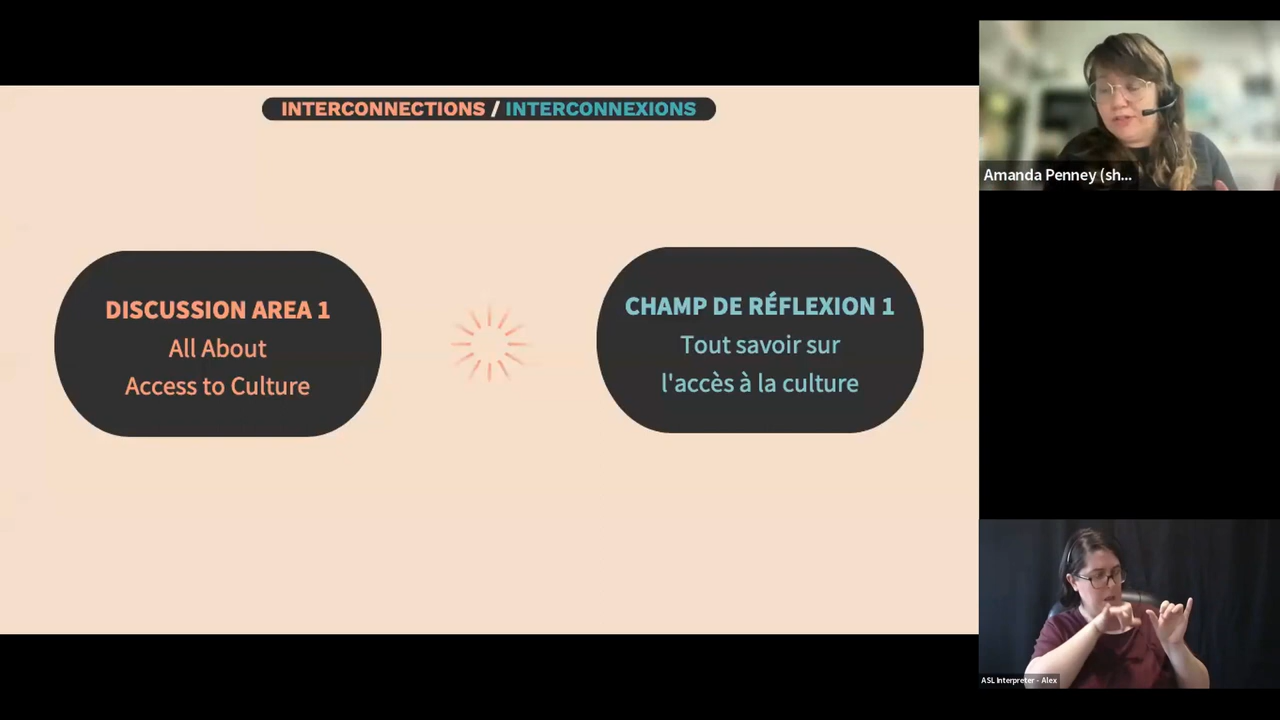 INTERCONNECTIONS / INTERCONNEXIONS
DISCUSSION AREA 1
All About
Access to Culture
CHAMP DE RÉFLEXION 1
Tout savoir sur
l'accès à la culture
Amanda Penney (sh...
ASL Interpreter - Alex